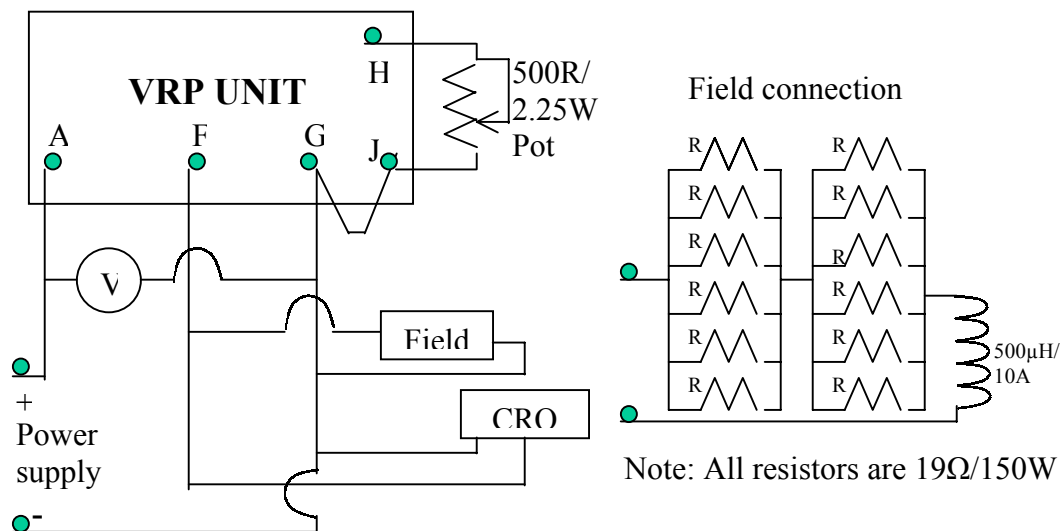 VRP UNIT
H
500R/
2.25W
Pot
A
F
G
J
V
Field
CRO
+
Power
supply
-
Field connection
R
R
R
R
R
R
R
R
R
R
R
R
500µH/
10A
Note: All resistors are 19Ω/150W